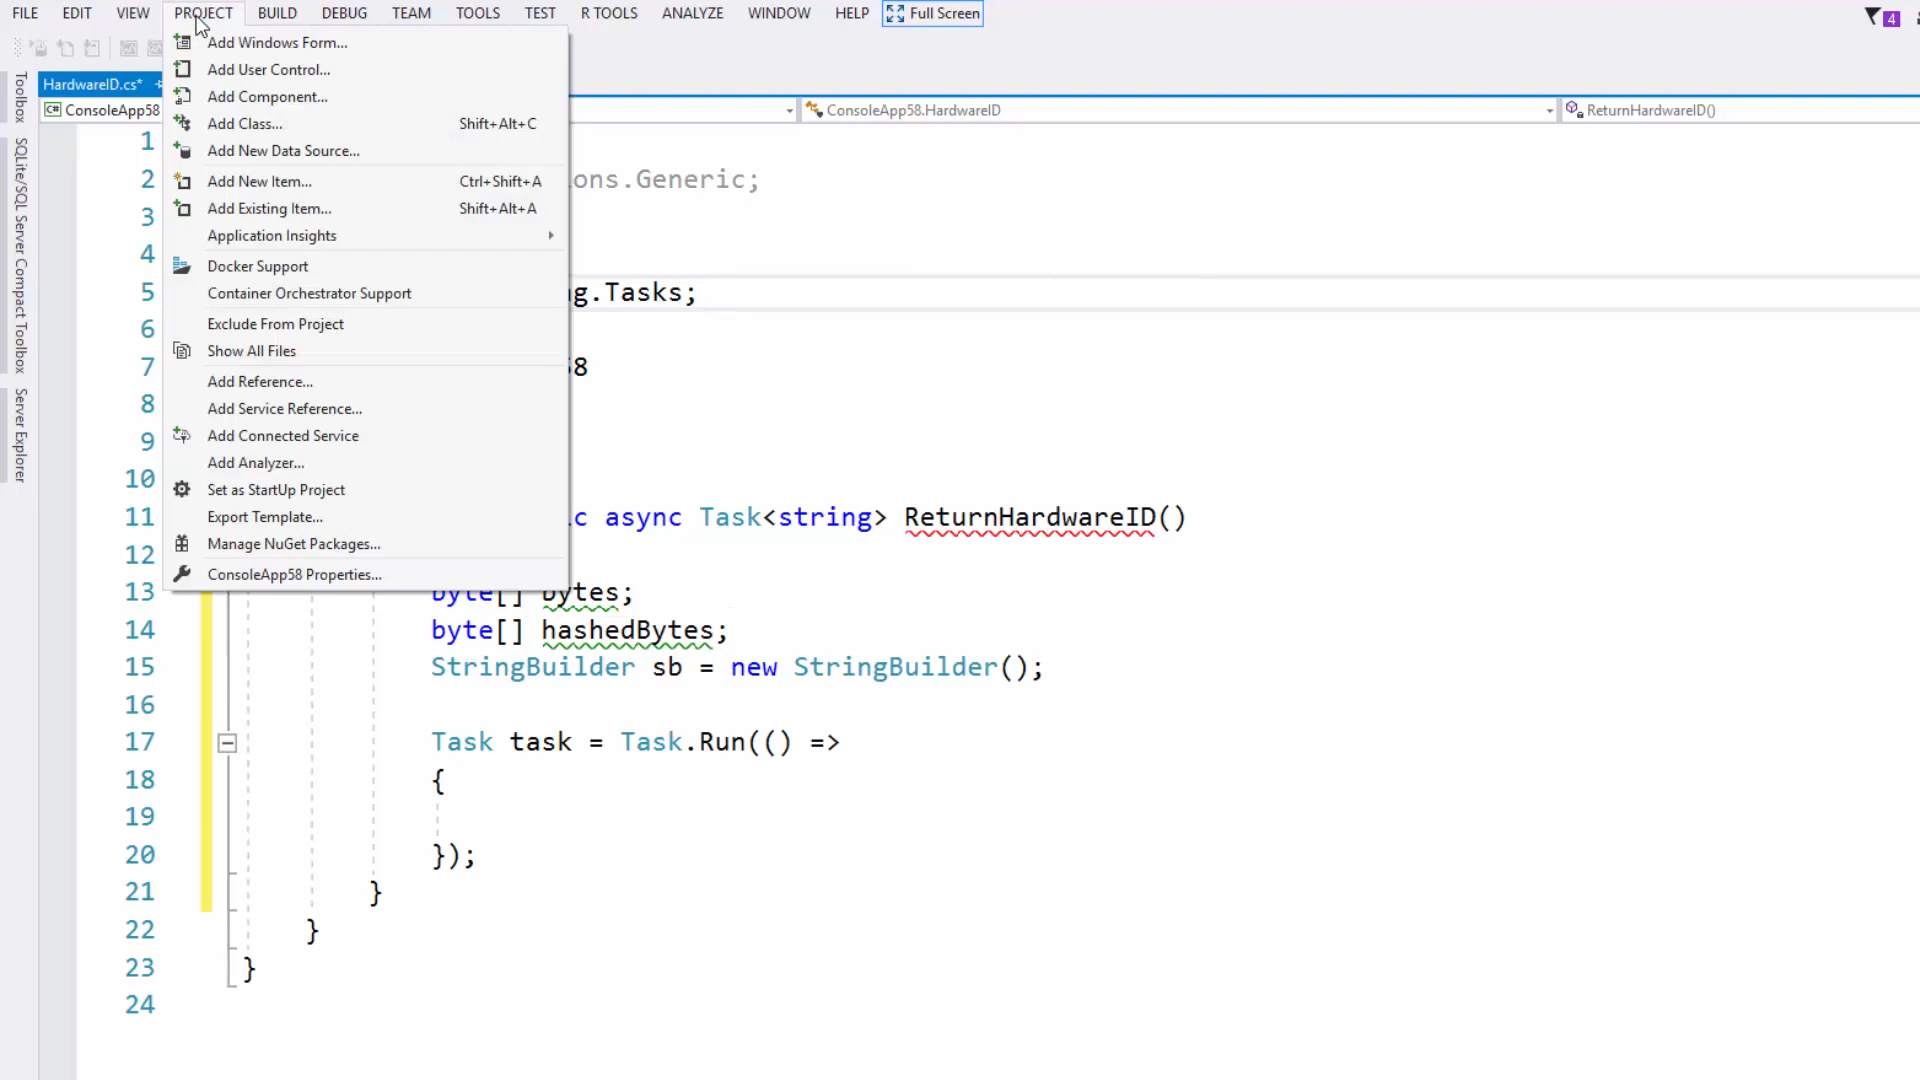 FILE EDIT VIEW PROJECT BUILD DEBUG TEAM TOOLS TEST R TOOLS ANALYZE WINDOW HELP Full Screen 4
Add Windows Form...
Add User Control...
Add Component...
Add Class... Shift+Alt+C
Add New Data Source...
Add New Item... Ctrl+Shift+A
Add Existing Item... Shift+Alt+A
Application Insights
Docker Support
Container Orchestrator Support
Exclude From Project
Show All Files
Add Reference...
Add Service Reference...
Add Connected Service
Add Analyzer...
Set as StartUp Project
Export Template...
Manage NuGet Packages...
ConsoleApp58 Properties...
Toolbox
SQLite/SQL Server Compact Toolbox
Server Explorer
HardwareID.cs*
C# ConsoleApp58 ConsoleApp58.HardwareID ReturnHardwareID()
1
2 ons.Generic;
3
4
5 g.Tasks;
6
7 8
8
9
10
11 c async Task<string> ReturnHardwareID()
12
13 byte[] bytes;
14 byte[] hashedBytes;
15 StringBuilder sb = new StringBuilder();
16
17 Task task = Task.Run(() =>
18 {
19
20 });
21 }
22 }
23 }
24